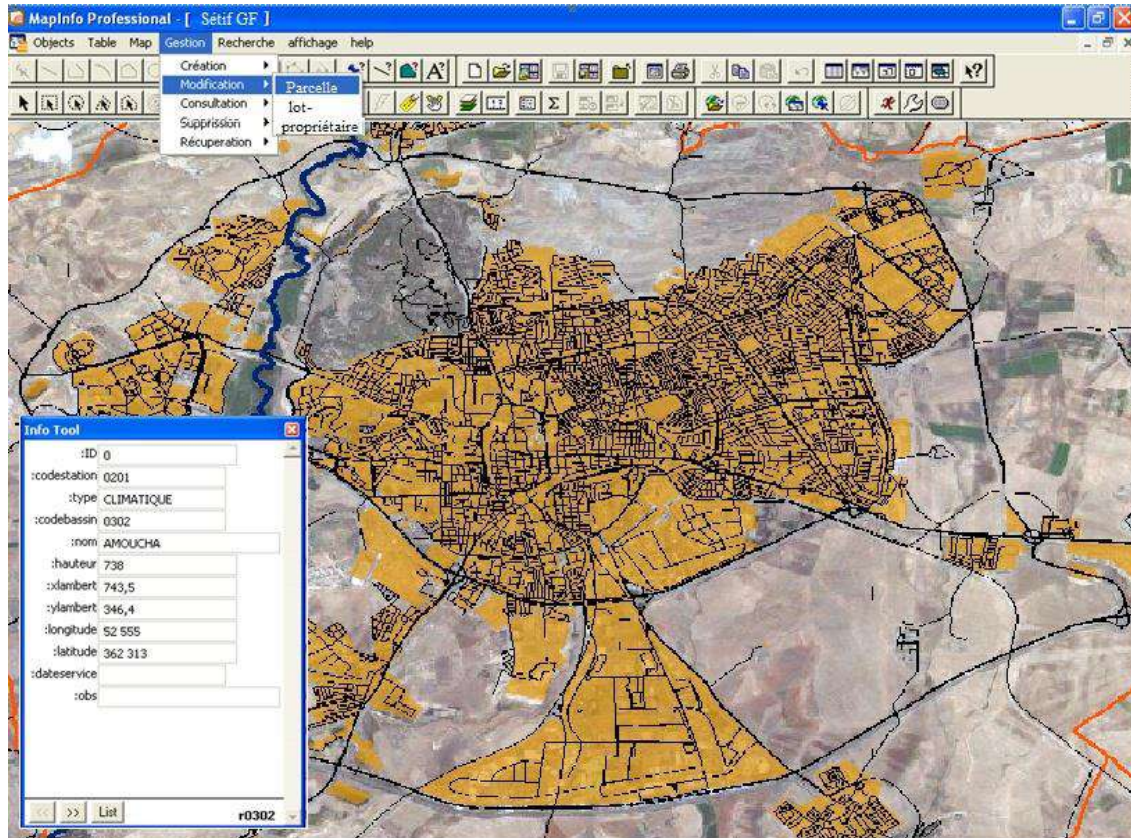 MapInfo Professional - [ Sétif GF ]
Objects Table Map Gestion Recherche affichage help
Création
Modification
Consultation
Suppression
Récuperation
Parcelle
lot-
propriétaire
Info Tool
:ID 0
:codestation 0201
:type CLIMATIQUE
:codebassin 0302
:nom AMOUCHA
:hauteur 738
:xlambert 743,5
:ylambert 346,4
:longitude 52 555
:latitude 362 313
:dateservice
:obs
<< >> List r0302